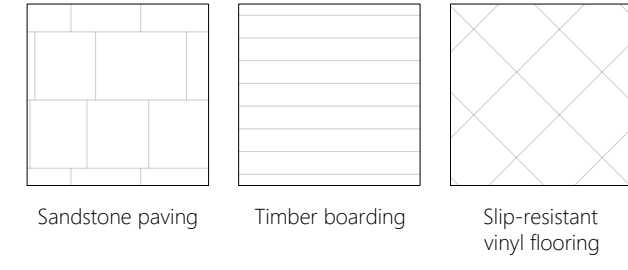 Sandstone paving
Timber boarding
Slip-resistant
vinyl flooring